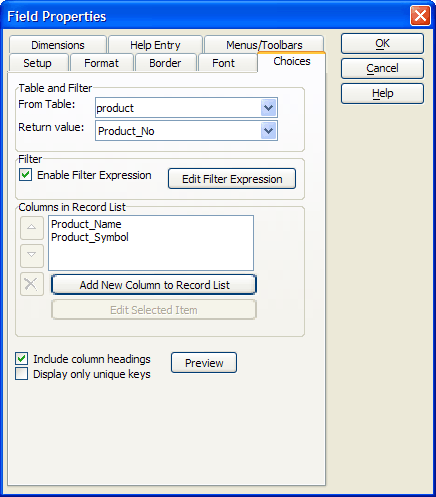 Field Properties
Dimensions Help Entry Menus/Toolbars
Setup Format Border Font Choices
OK
Cancel
Help
Table and Filter
From Table: product
Return value: Product_No
Filter
Enable Filter Expression Edit Filter Expression
Columns in Record List
Product_Name
Product_Symbol
Add New Column to Record List
Edit Selected Item
Include column headings Preview
Display only unique keys